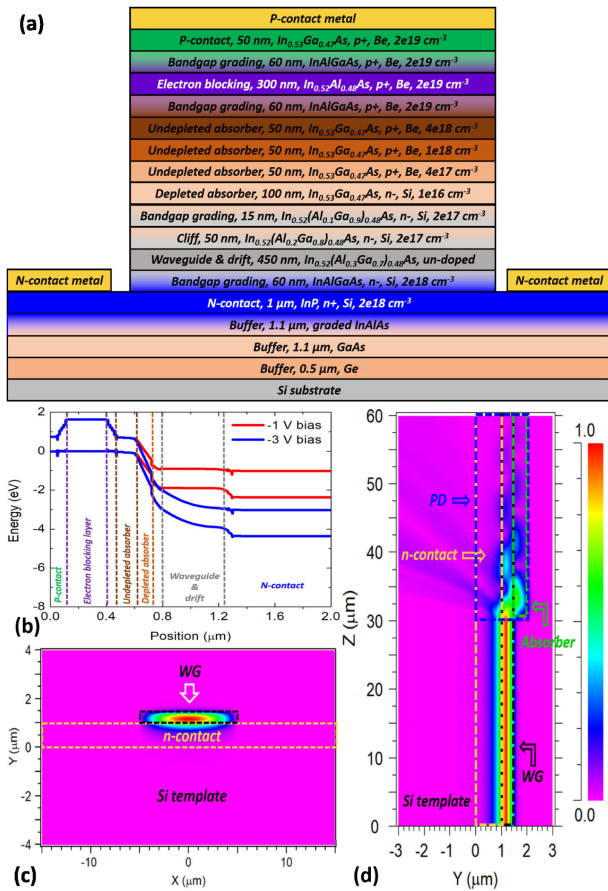 (a)
P-contact metal
P-contact, 50 nm, In0.53Ga0.47As, p+, Be, 2e19 cm-3
Bandgap grading, 60 nm, InAlGaAs, p+, Be, 2e19 cm-3
Electron blocking, 300 nm, In0.52Al0.48As, p+, Be, 2e19 cm-3
Bandgap grading, 60 nm, InAlGaAs, p+, Be, 2e19 cm-3
Undepleted absorber, 50 nm, In0.53Ga0.47As, p+, Be, 4e18 cm-3
Undepleted absorber, 50 nm, In0.53Ga0.47As, p+, Be, 1e18 cm-3
Undepleted absorber, 50 nm, In0.53Ga0.47As, p+, Be, 4e17 cm-3
Depleted absorber, 100 nm, In0.53Ga0.47As, n-, Si, 1e16 cm-3
Bandgap grading, 15 nm, In0.52(Al0.1Ga0.9)0.48As, n-, Si, 2e17 cm-3
Cliff, 50 nm, In0.52(Al0.2Ga0.8)0.48As, n-, Si, 2e17 cm-3
Waveguide & drift, 450 nm, In0.52(Al0.3Ga0.7)0.48As, un-doped
N-contact metal
Bandgap grading, 60 nm, InAlGaAs, n-, Si, 2e18 cm-3
N-contact metal
N-contact, 1 μm, InP, n+, Si, 2e18 cm-3
Buffer, 1.1 μm, graded InAlAs
Buffer, 1.1 μm, GaAs
Buffer, 0.5 μm, Ge
Si substrate
2
0
-2
-4
-6
-8
Energy (eV)
-1 V bias
-3 V bias
P-contact
Electron blocking layer
Undepleted absorber
Depleted absorber
Waveguide
&
drift
N-contact
0.0
0.4
0.8
1.2
1.6
2.0
(b)
Position (μm)
4
2
0
-2
-4
Y (μm)
WG
n-contact
Si template
-10
0
10
(c)
X (μm)
60
50
40
30
20
10
0
Z (μm)
PD
n-contact
Absorber
WG
Si template
-3
-2
-1
0
1
2
3
Y (μm)
(d)
1.0
0.0